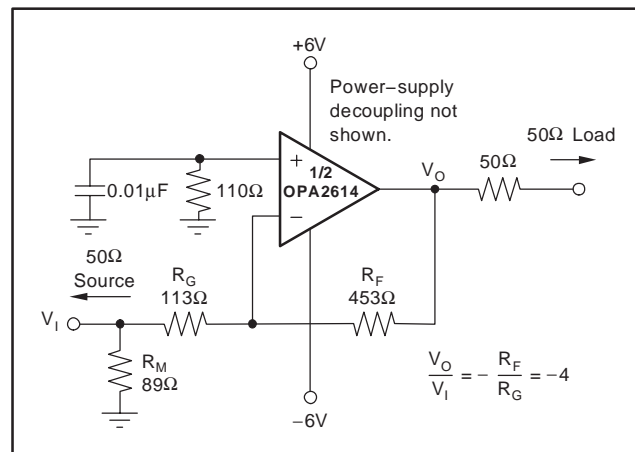 +6V
Power−supply
decoupling not
shown.
50Ω Load
50Ω
V_O
+
1/2
OPA2614
−
0.01μF
110Ω
50Ω
Source
R_G
113Ω
R_F
453Ω
V_I
R_M
89Ω
V_O/V_I = − R_F/R_G = −4
−6V